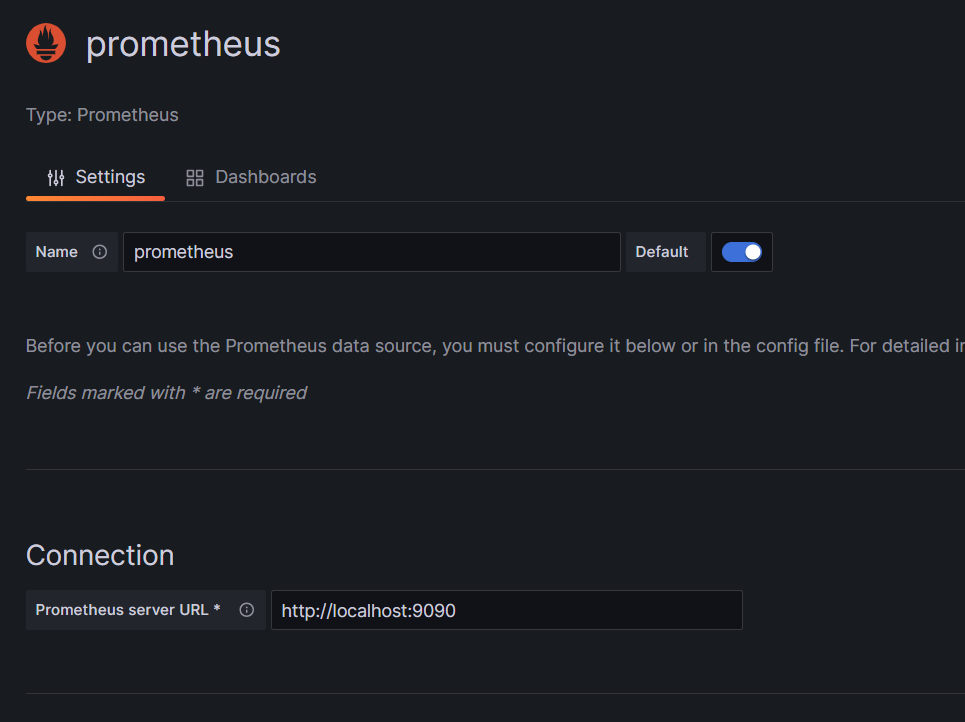 prometheus
Type: Prometheus
Settings Dashboards
Name prometheus Default
Before you can use the Prometheus data source, you must configure it below or in the config file. For detailed
Fields marked with * are required
Connection
Prometheus server URL * http://localhost:9090